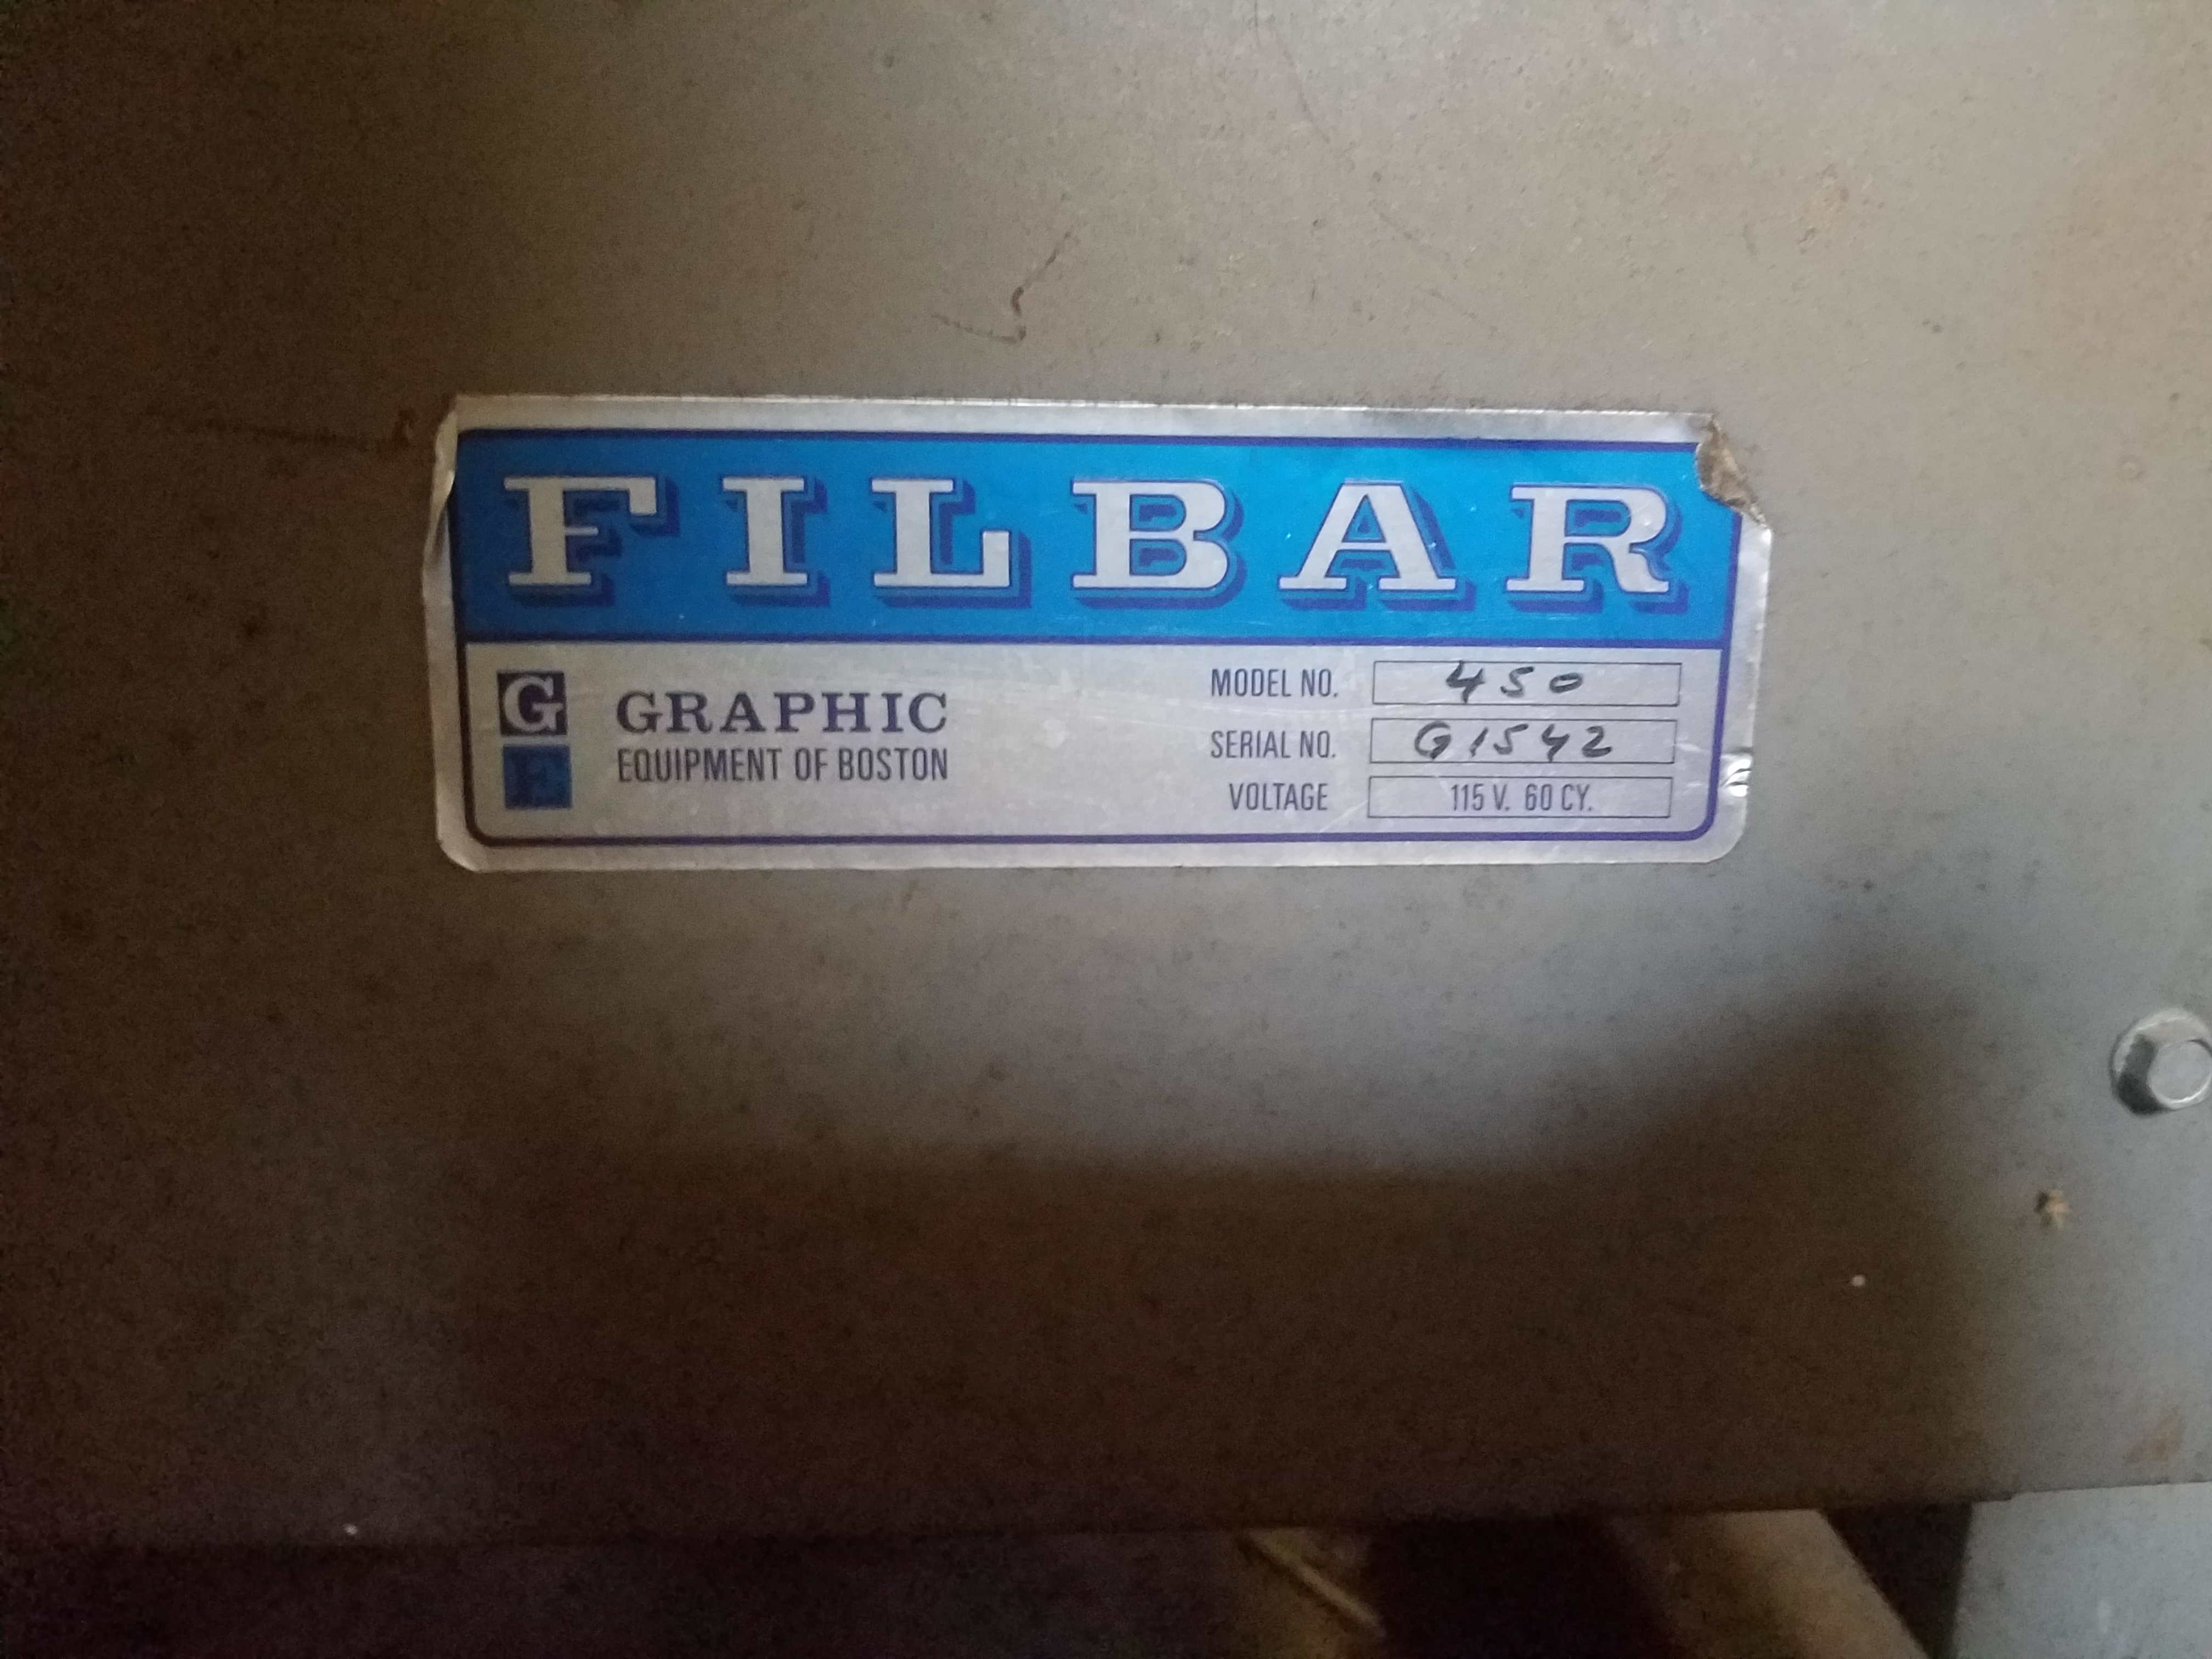 FILBAR
G
E
GRAPHIC
EQUIPMENT OF BOSTON
MODEL NO. 450
SERIAL NO. G1542
VOLTAGE 115 V. 60 CY.